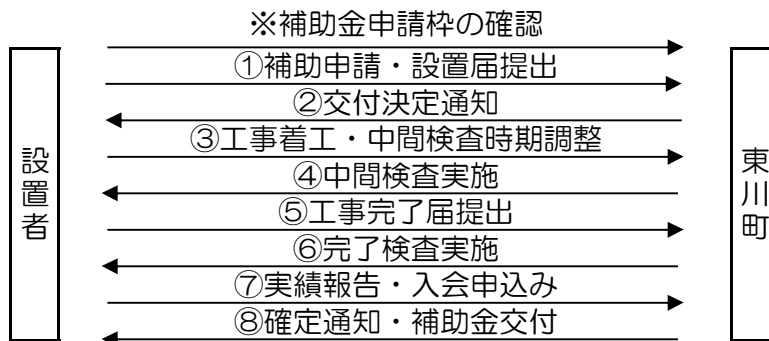 ※補助金申請枠の確認
①補助申請・設置届提出
②交付決定通知
③工事着工・中間検査時期調整
④中間検査実施
⑤工事完了届提出
⑥完了検査実施
⑦実績報告・入会申込み
⑧確定通知・補助金交付
設置者
東川町